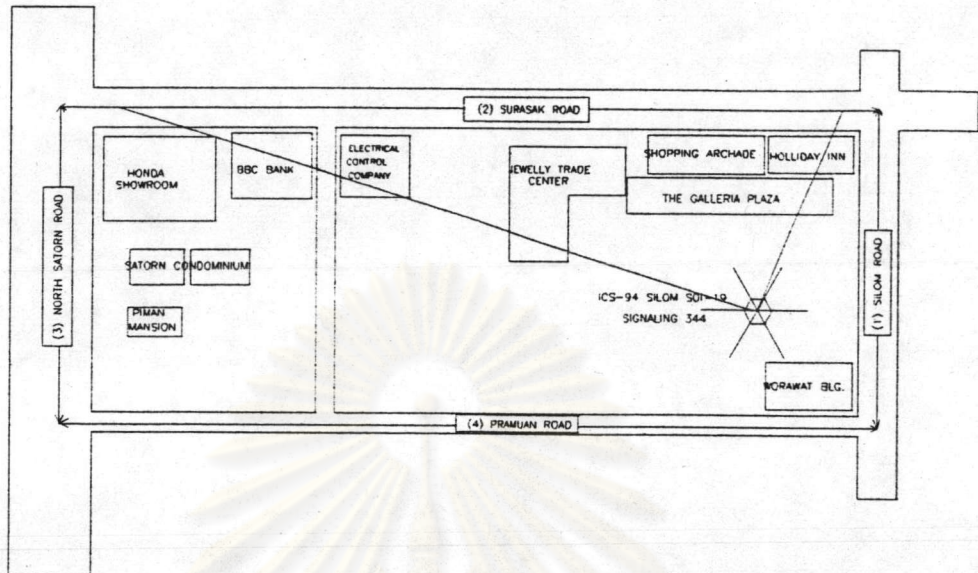 (2) SURASAK ROAD
HONDA
SHOWROOM
BBC BANK
ELECTRICAL
CONTROL
COMPANY
JEWELLY TRADE
CENTER
SHOPPING ARCHADE
HOLLIDAY INN
THE GALLERIA PLAZA
(3) NORTH SATORN ROAD
(1) SILOM ROAD
SATORN CONDOMINIUM
PIMAN
MANSION
ICS-94 SILOM SOI-19
SIGNALING 344
WORAWAT BLG.
(4) PRAMUAN ROAD